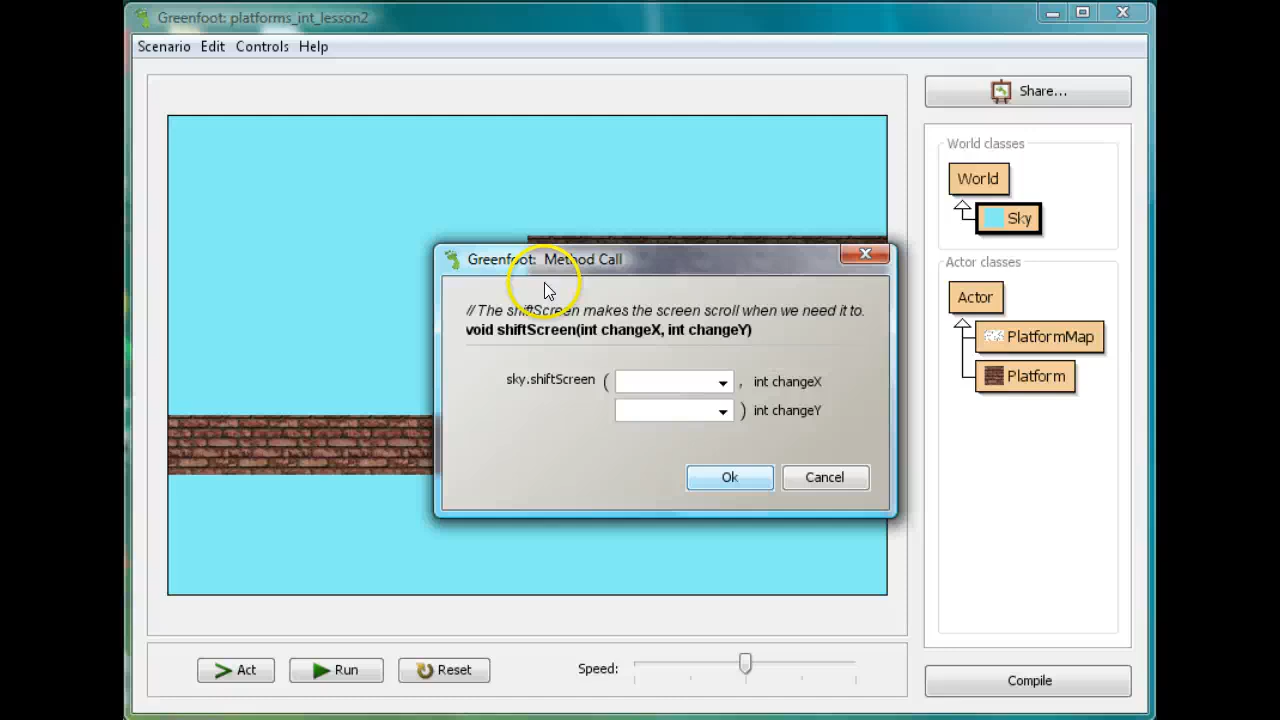 Greenfoot: platforms_int_lesson2
Scenario Edit Controls Help
Share...
World classes
World
Sky
Actor classes
Actor
PlatformMap
Platform
Greenfoot: Method Call
// The shiftScreen makes the screen scroll when we need it to.
void shiftScreen(int changeX, int changeY)
sky.shiftScreen ( , int changeX
) int changeY
Ok Cancel
Act Run Reset Speed:
Compile